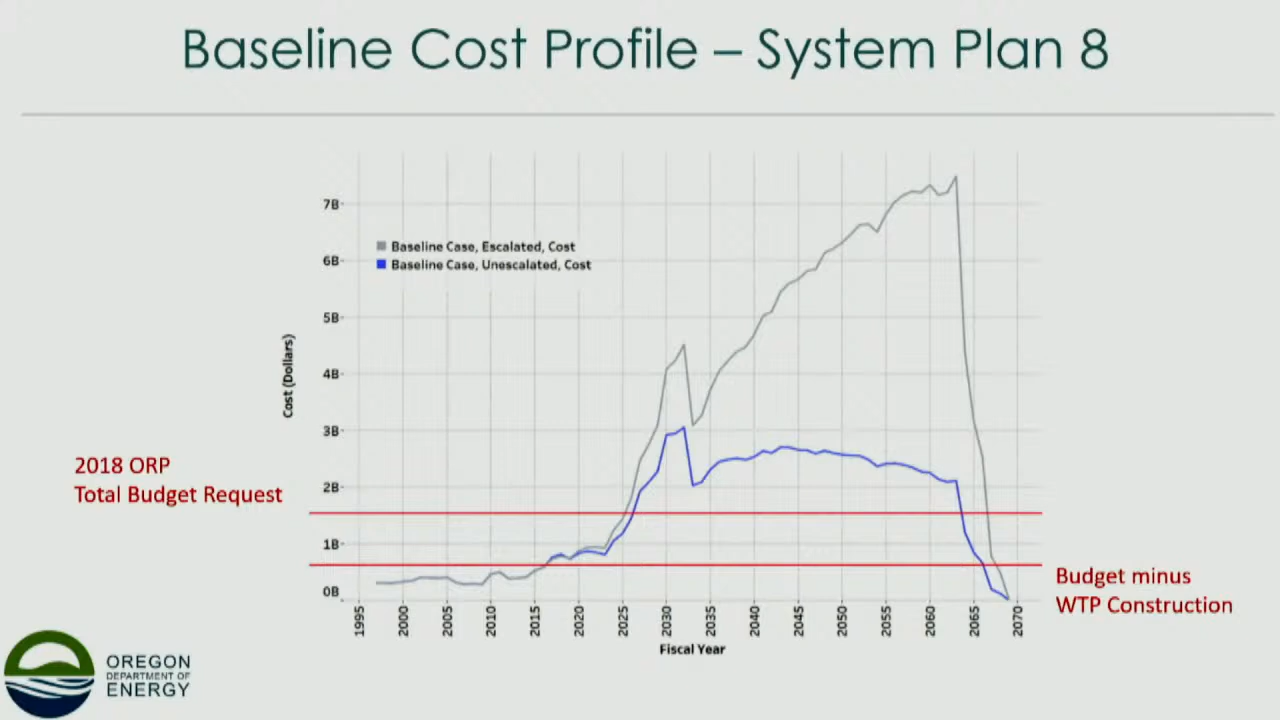 Baseline Cost Profile – System Plan 8
7B
6B
5B
4B
3B
2B
1B
0B
Cost (Dollars)
Baseline Case, Escalated, Cost
Baseline Case, Unescalated, Cost
2018 ORP
Total Budget Request
Budget minus
WTP Construction
1995
2000
2005
2010
2015
2020
2025
2030
2035
2040
2045
2050
2055
2060
2065
2070
Fiscal Year
OREGON
DEPARTMENT OF
ENERGY